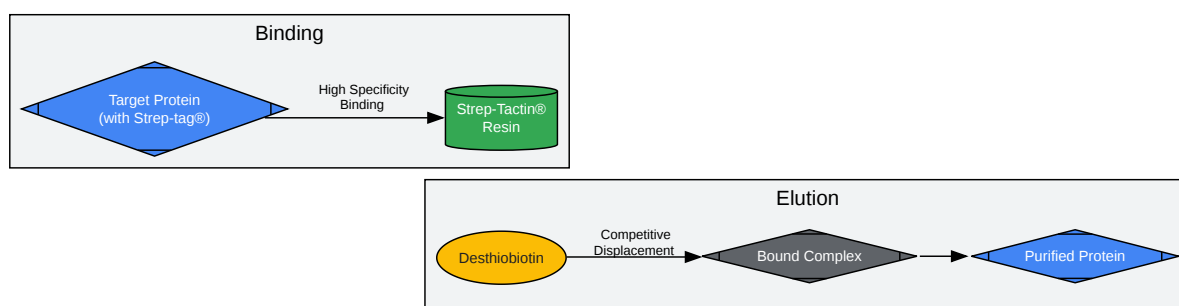 Binding
Target Protein
(with Strep-tag®)
High Specificity
Binding
Strep-Tactin®
Resin
Elution
Desthiobiotin
Competitive
Displacement
Bound Complex
Purified Protein